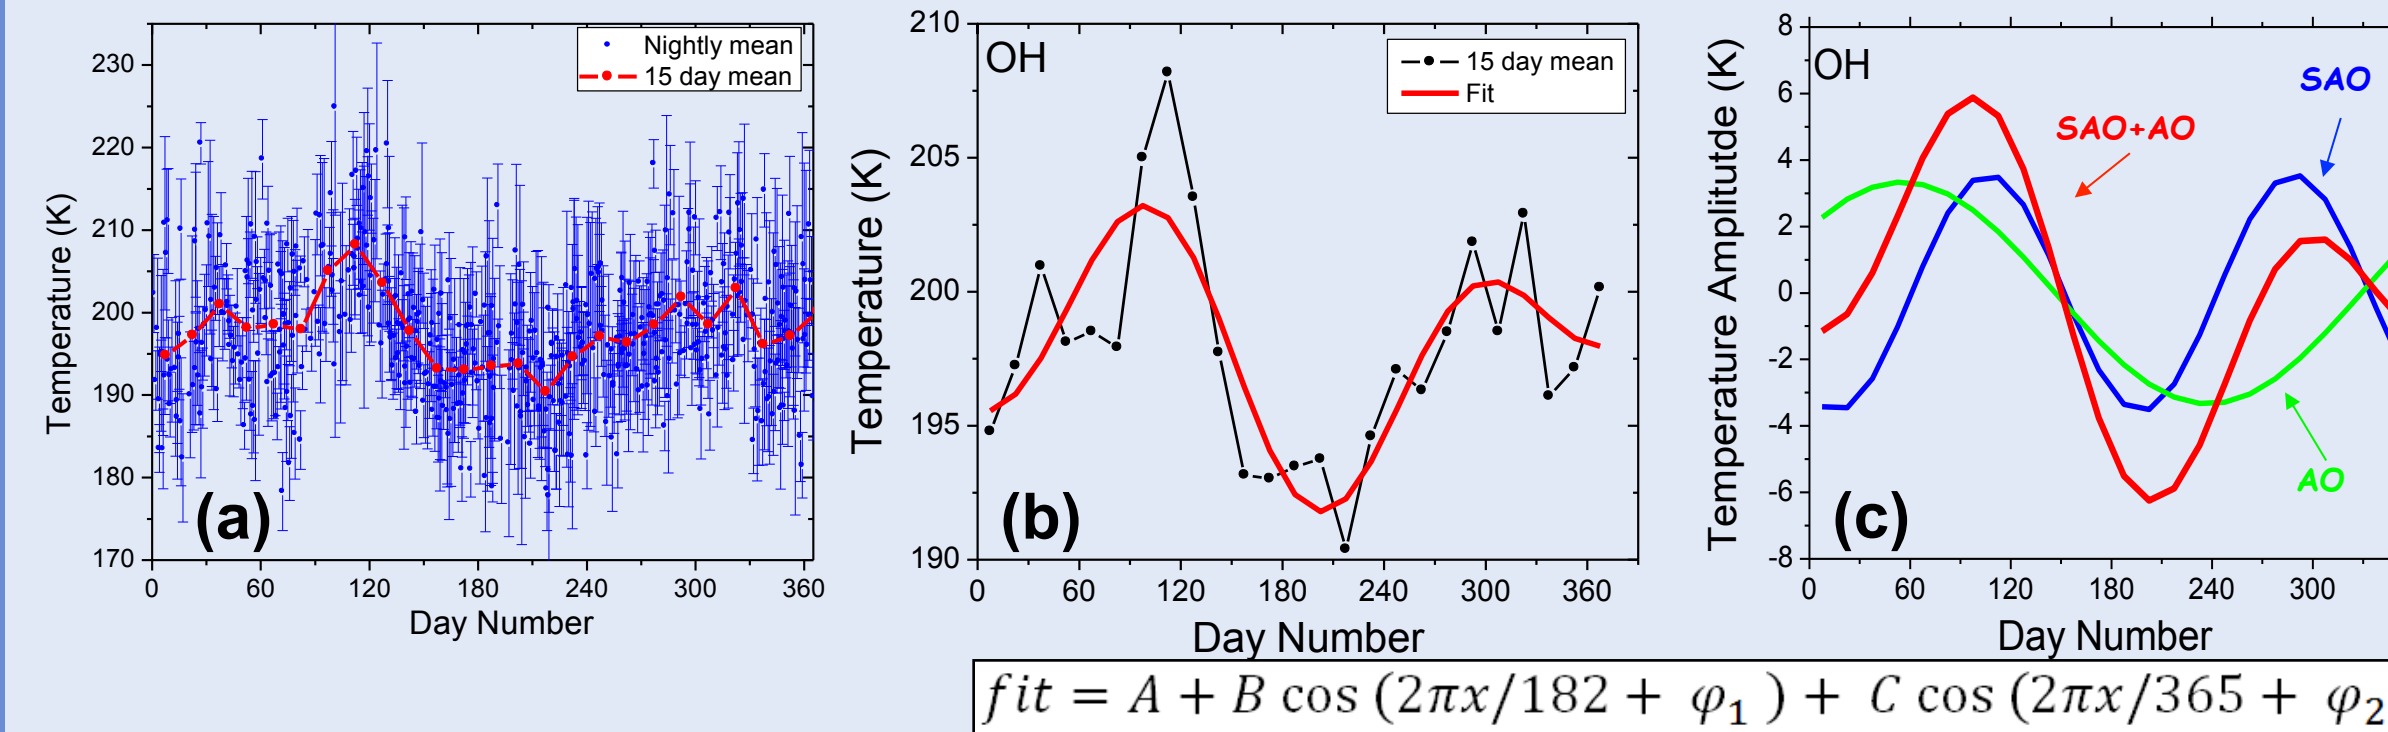 Temperature (K)
230
220
210
200
190
180
170
Nightly mean
15 day mean
(a)
0 60 120 180 240 300 360
Day Number
Temperature (K)
210
205
200
195
190
OH
15 day mean
Fit
(b)
0 60 120 180 240 300 360
Day Number
Temperature Amplitutde (K)
8
6
4
2
0
-2
-4
-6
-8
OH
SAO
SAO+AO
AO
(c)
0 60 120 180 240 300
Day Number
fit = A + B cos (2πx/182 + φ₁ ) + C cos (2πx/365 + φ₂